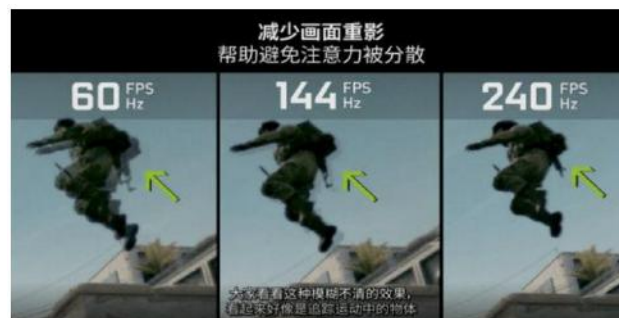 减少画面重影
帮助避免注意力被分散
60 FPS Hz
144 FPS Hz
240 FPS Hz
大家看看这种模糊不清的效果，
看起来好像是追踪运动中的物体